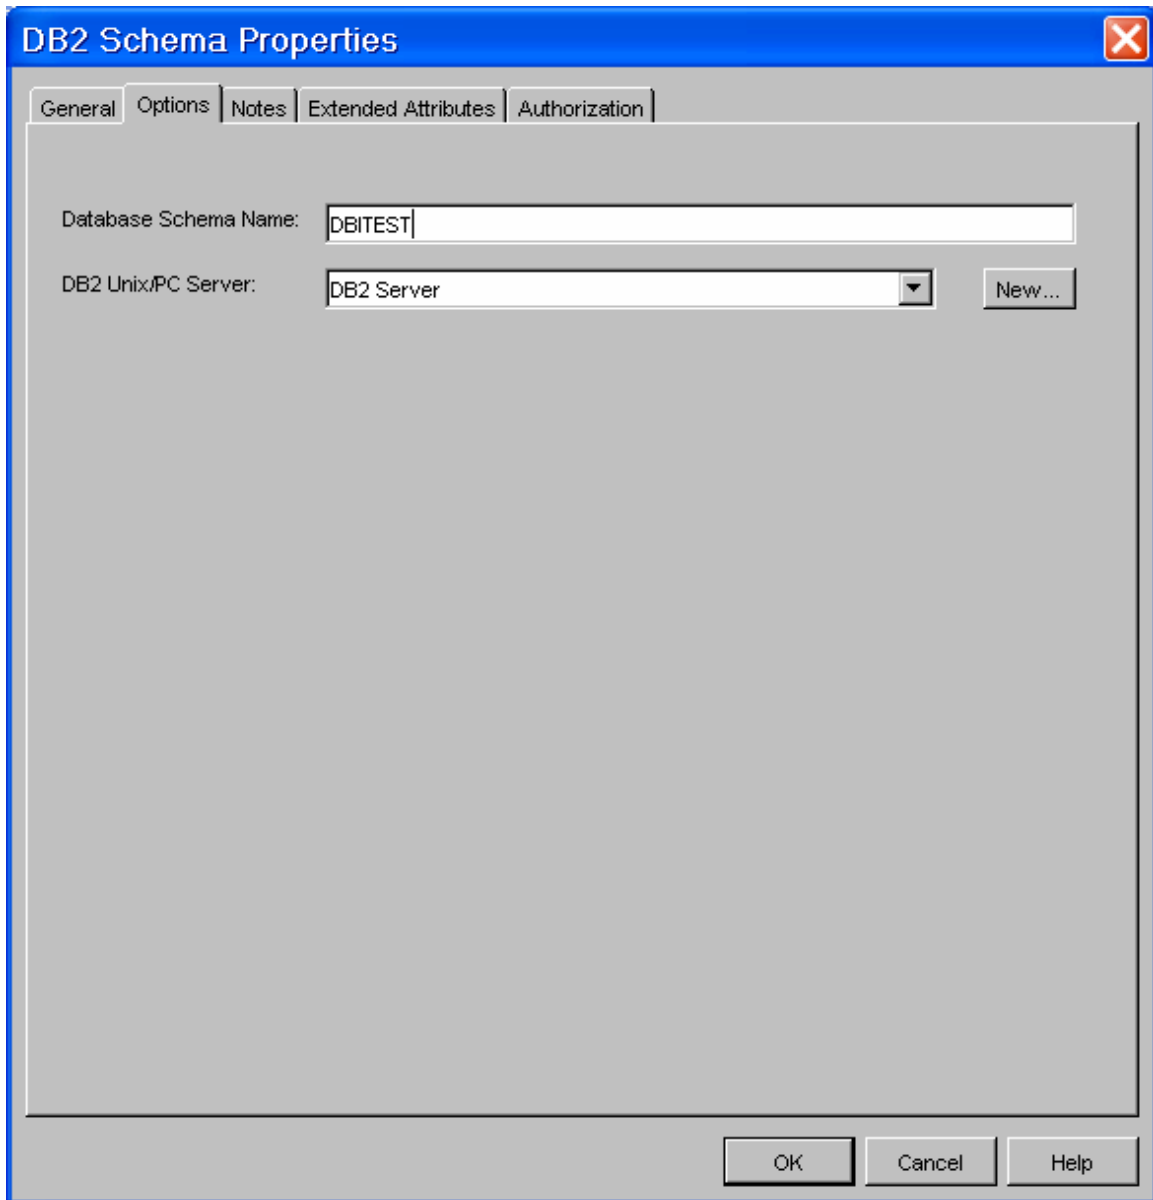 DB2 Schema Properties
General Options Notes Extended Attributes Authorization
Database Schema Name: DBITEST
DB2 Unix/PC Server: DB2 Server New...
OK Cancel Help